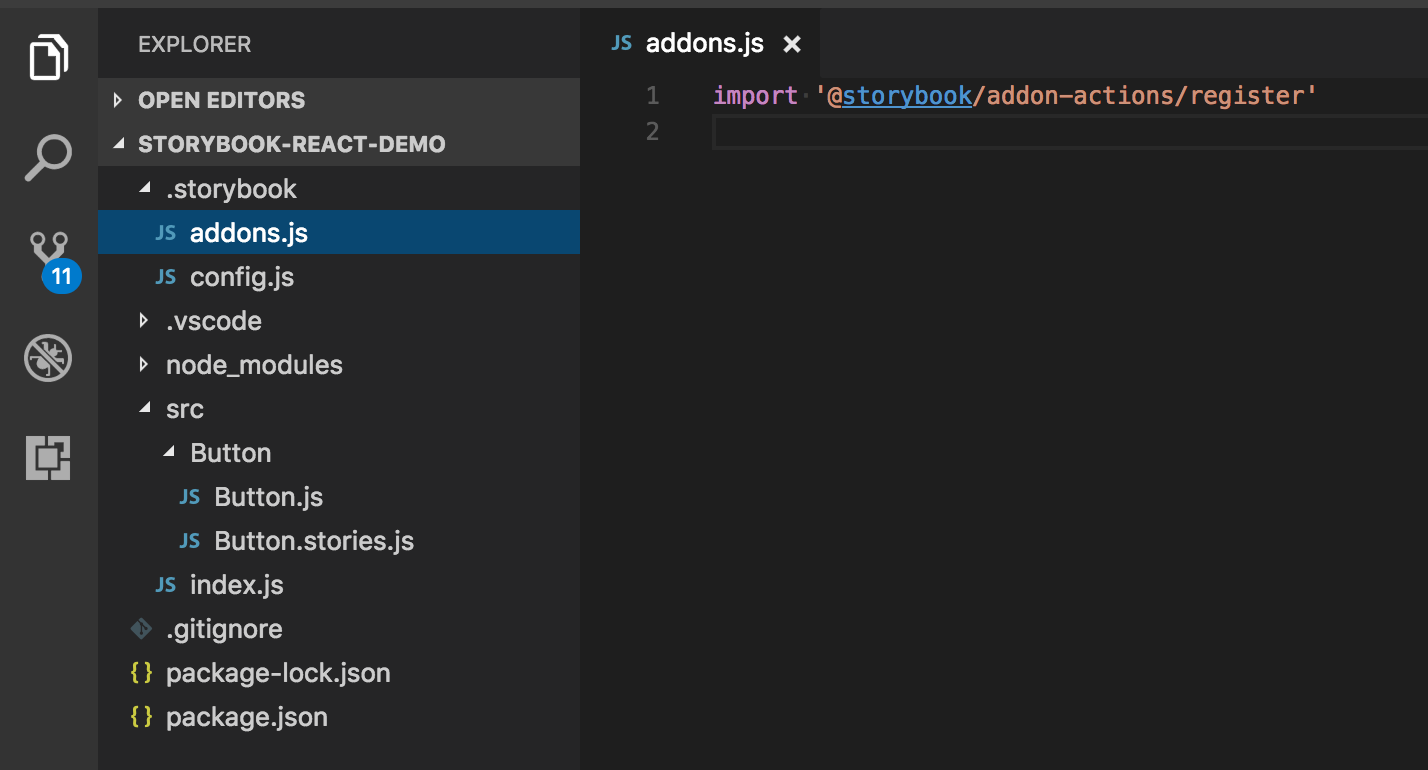 EXPLORER
OPEN EDITORS
STORYBOOK-REACT-DEMO
.storybook
JS addons.js
JS config.js
.vscode
node_modules
src
Button
JS Button.js
JS Button.stories.js
JS index.js
.gitignore
{} package-lock.json
{} package.json
11
JS addons.js ×
1 import '@storybook/addon-actions/register'
2